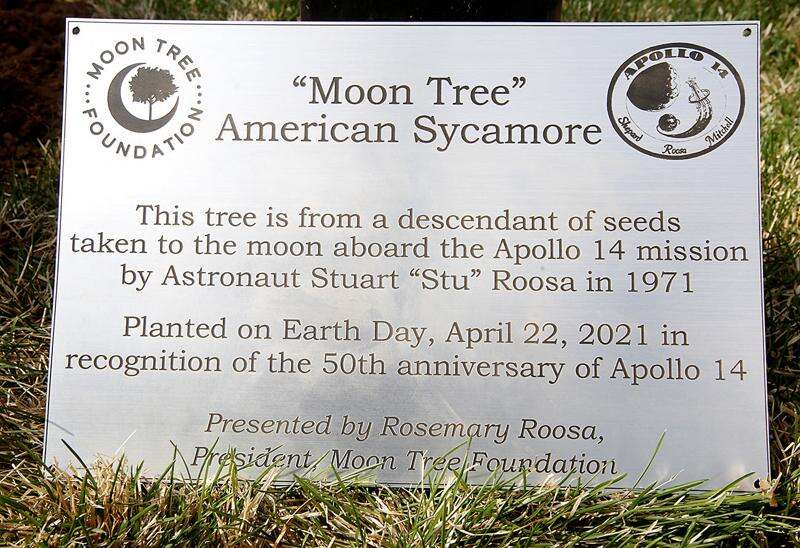 MOON TREE
FOUNDATION
APOLLO 14
Shepard Roosa Mitchell
"Moon Tree"
American Sycamore
This tree is from a descendant of seeds
taken to the moon aboard the Apollo 14 mission
by Astronaut Stuart "Stu" Roosa in 1971
Planted on Earth Day, April 22, 2021 in
recognition of the 50th anniversary of Apollo 14
Presented by Rosemary Roosa,
President, Moon Tree Foundation